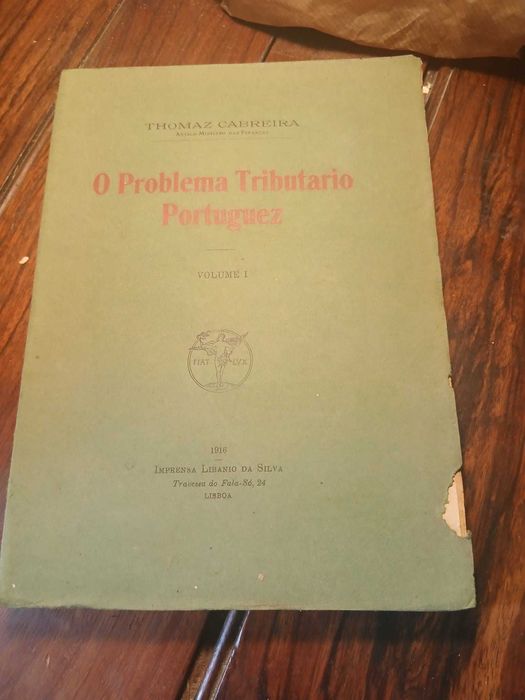 THOMAZ CABREIRA
ANTIGO MINISTRO DAS FINANÇAS
O Problema Tributario
Portuguez
VOLUME I
FIAT LVX
1916
IMPRENSA LIBANIO DA SILVA
Travessa do Fala-Só, 24
LISBOA